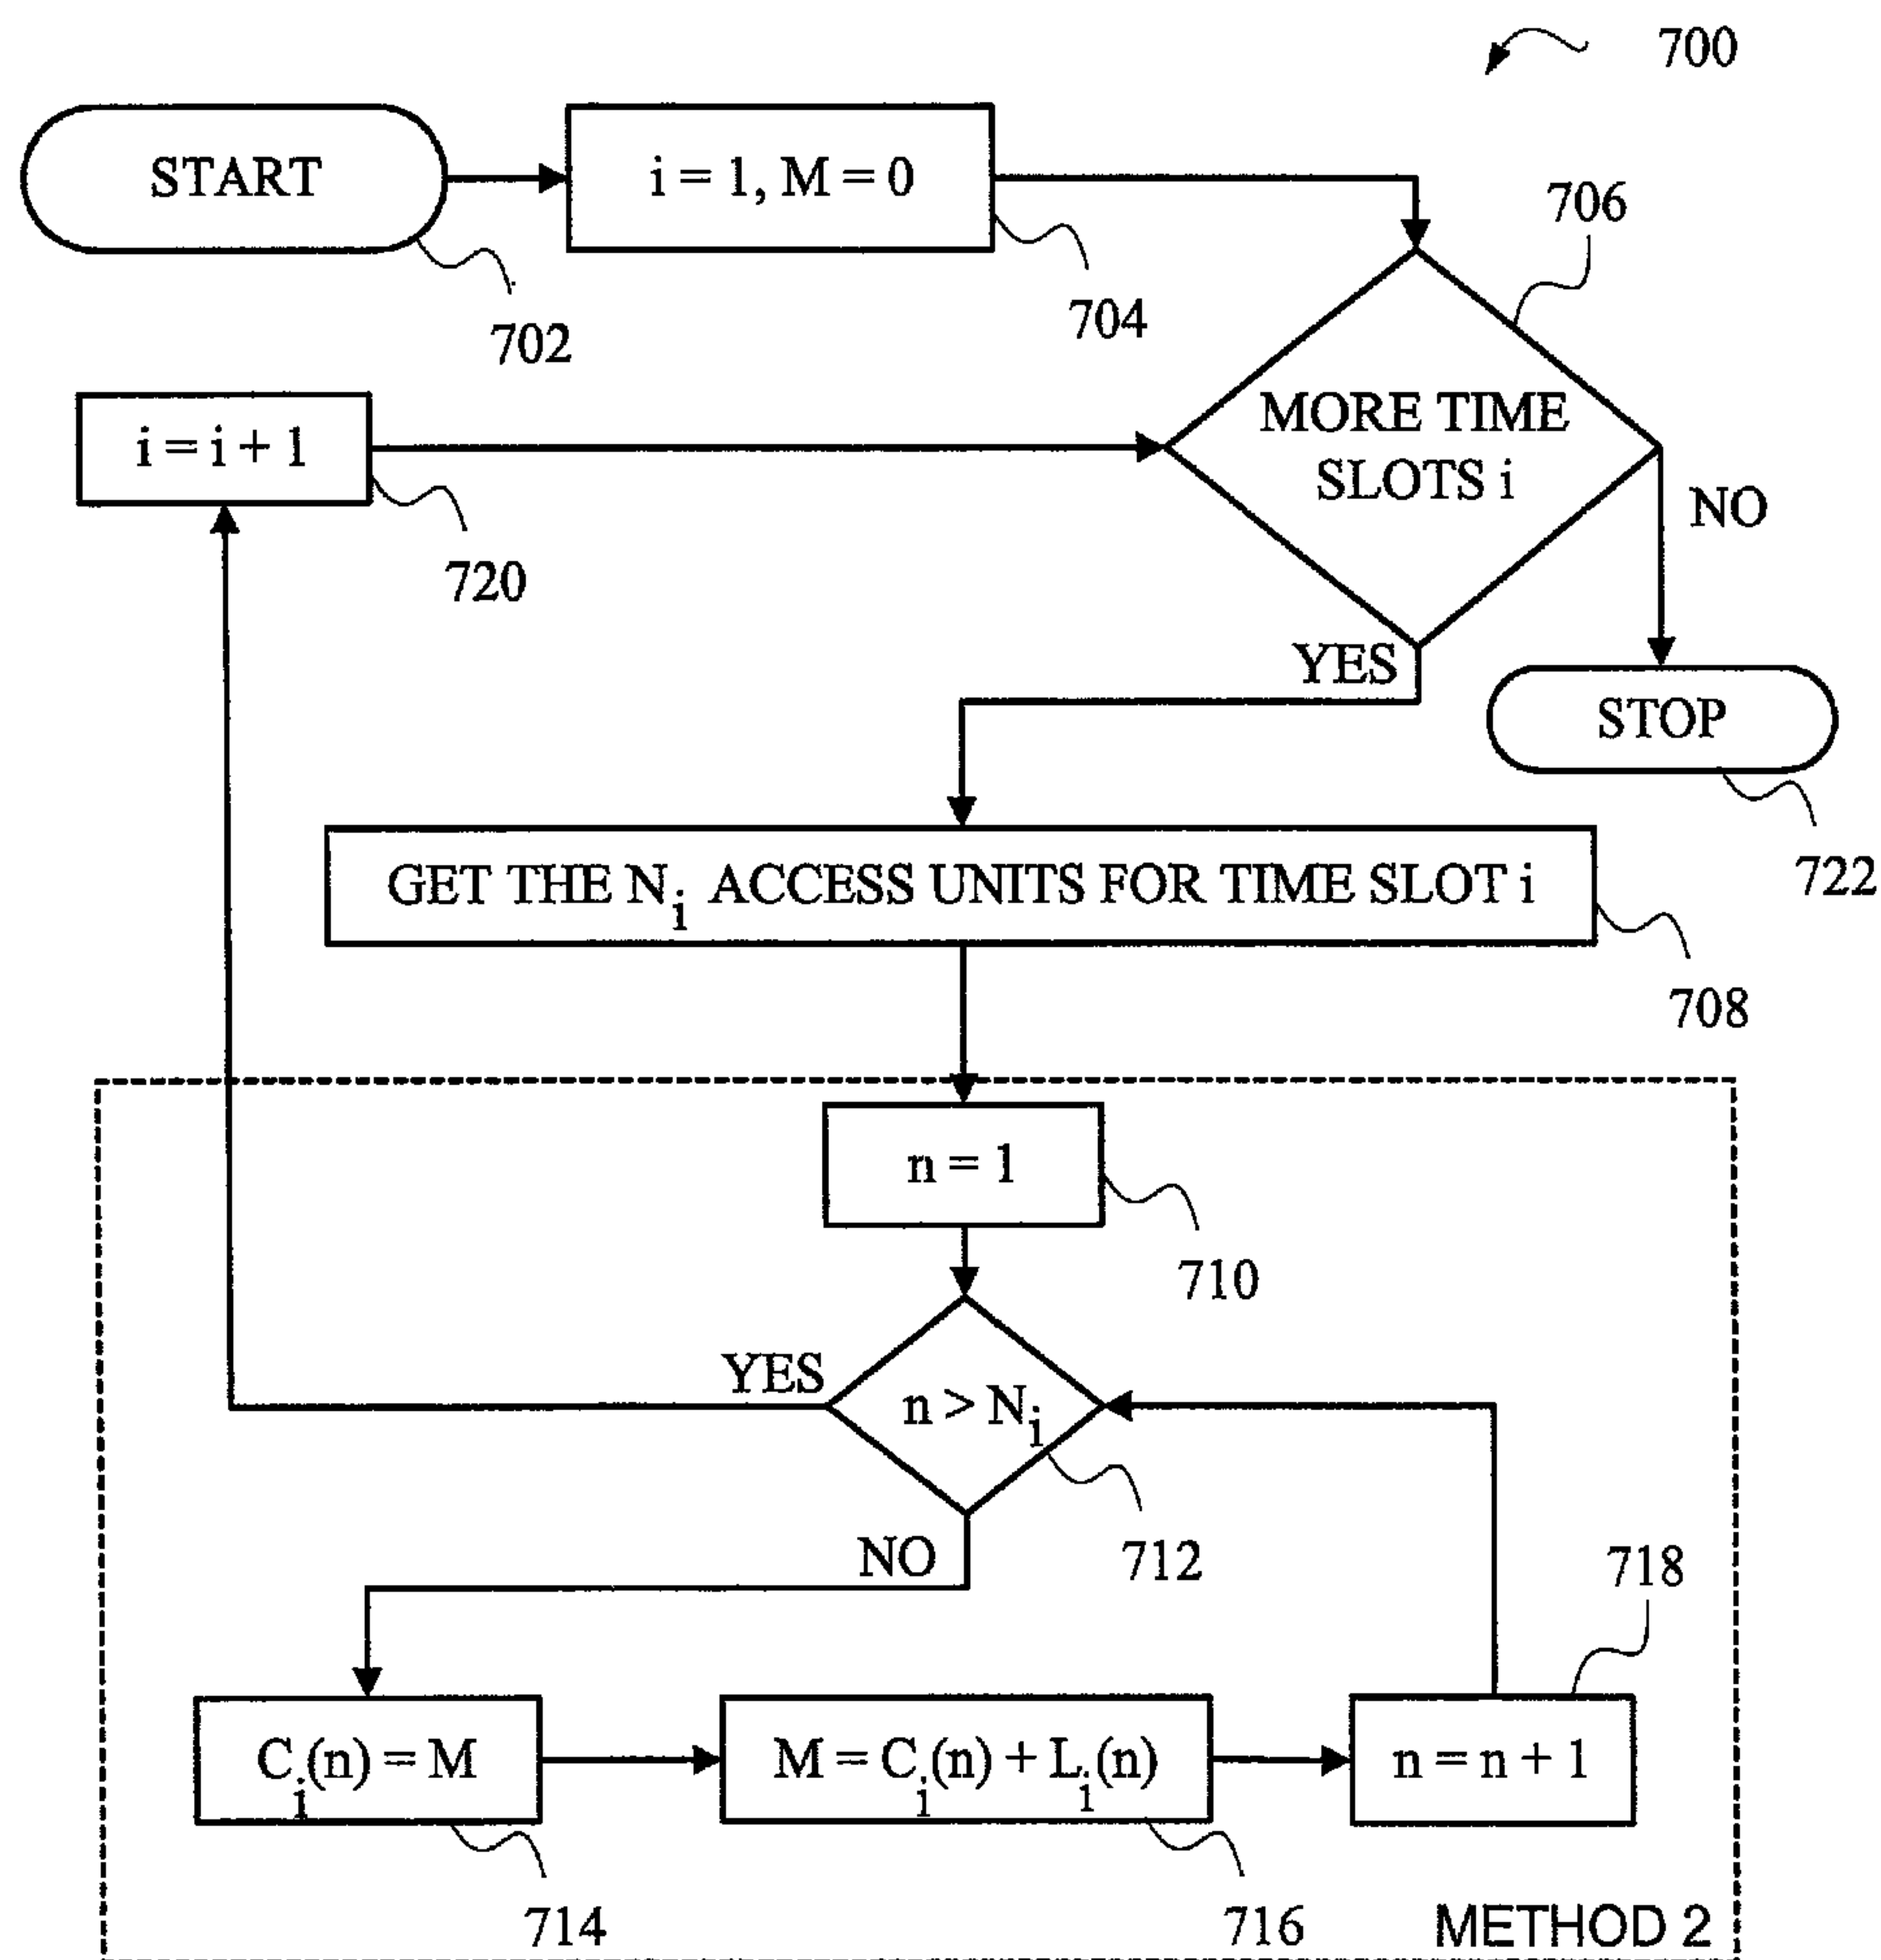 700
START
i = 1, M = 0
706
702
704
MORE TIME
SLOTS i
i = i + 1
NO
720
YES
STOP
722
GET THE Ni ACCESS UNITS FOR TIME SLOT i
708
n = 1
710
YES
n > Ni
NO
712
718
Ci(n) = M
M = Ci(n) + Li(n)
n = n + 1
714
716
METHOD 2